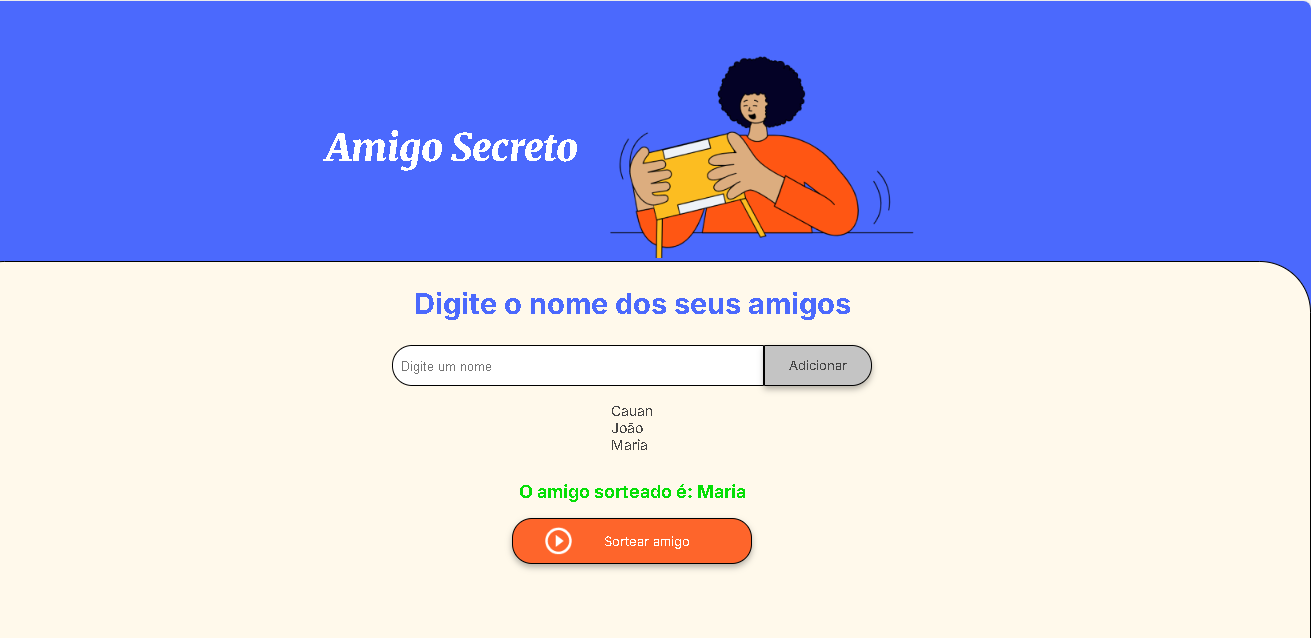 Amigo Secreto
Digite o nome dos seus amigos
Digite um nome
Adicionar
Cauan
João
Maria
O amigo sorteado é: Maria
Sortear amigo